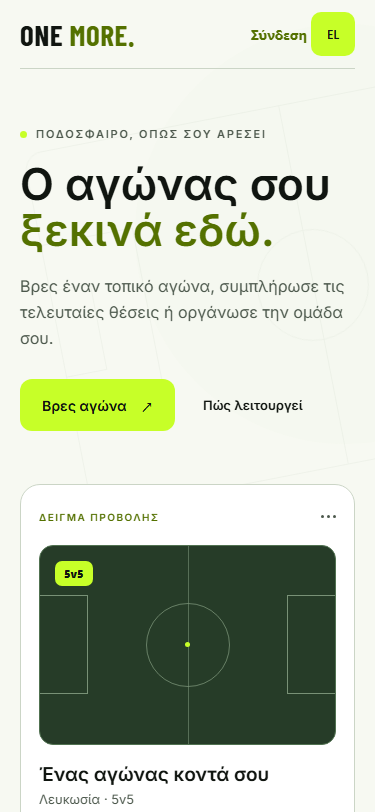 ONE MORE.
Σύνδεση
EL
ΠΟΔΟΣΦΑΙΡΟ, ΟΠΩΣ ΣΟΥ ΑΡΕΣΕΙ
Ο αγώνας σου
ξεκινά εδώ.
Βρες έναν τοπικό αγώνα, συμπλήρωσε τις
τελευταίες θέσεις ή οργάνωσε την ομάδα
σου.
Βρες αγώνα ↗
Πώς λειτουργεί
ΔΕΙΓΜΑ ΠΡΟΒΟΛΗΣ
5v5
Ένας αγώνας κοντά σου
Λευκωσία · 5v5